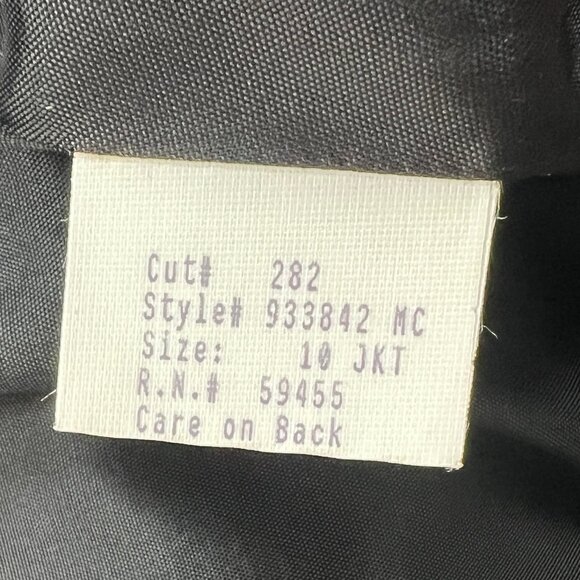 Cut# 282
Style# 933842 MC
Size: 10 JKT
R.N.# 59455
Care on Back